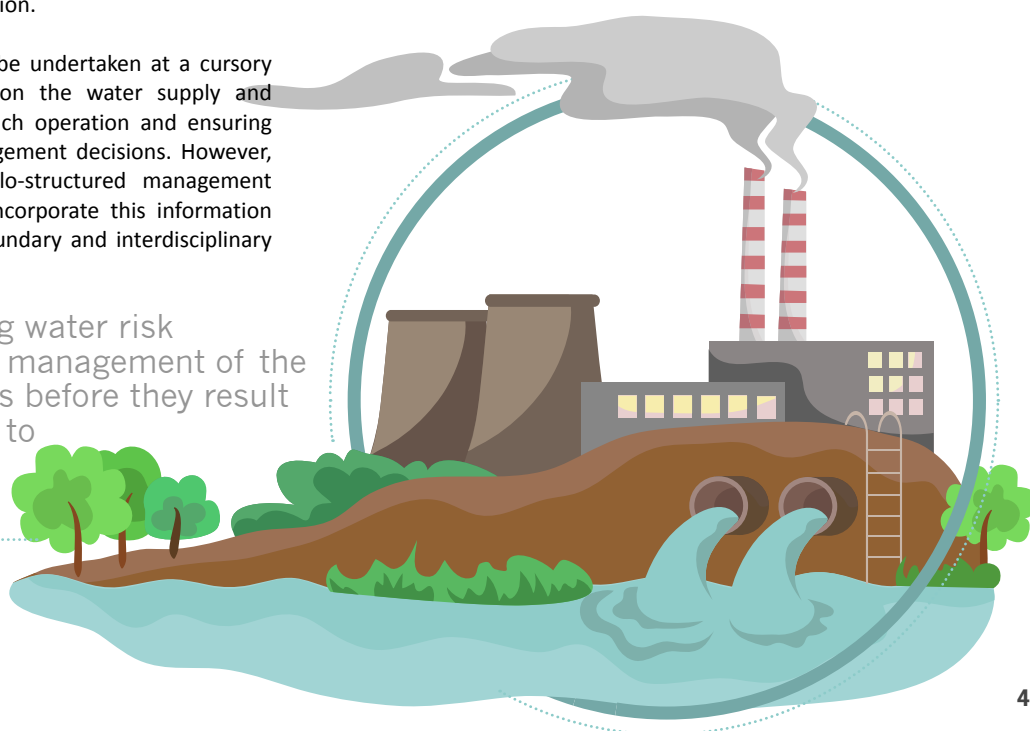 ion.
be undertaken at a cursory
on the water supply and
ch operation and ensuring
gement decisions. However,
lo-structured management
ncorporate this information
undary and interdisciplinary
g water risk
management of the
s before they result
to
4